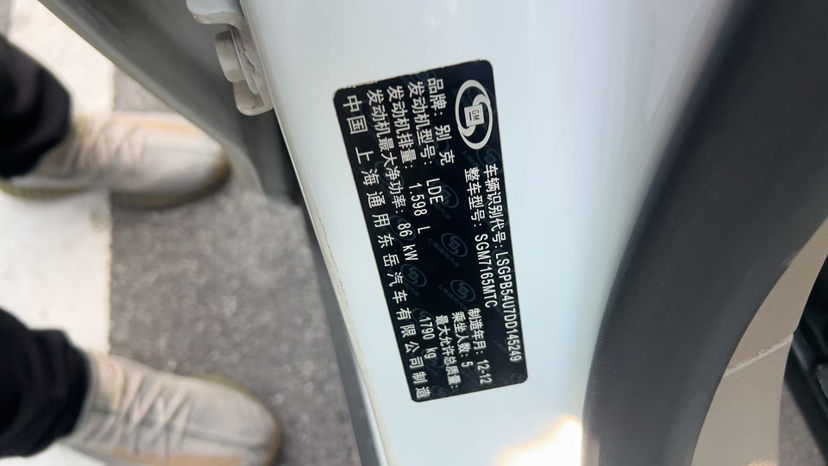 GM
车辆识别代号: LSGPB54U7DD145249
整车型号: SGM7165MTC
制造年月: 12-12
品牌: 别克
乘坐人数: 5
发动机型号: LDE
最大允许总质量:
发动机排量: 1.598 L
1790 kg
发动机最大净功率: 86 kW
中国 上海通用东岳汽车有限公司制造